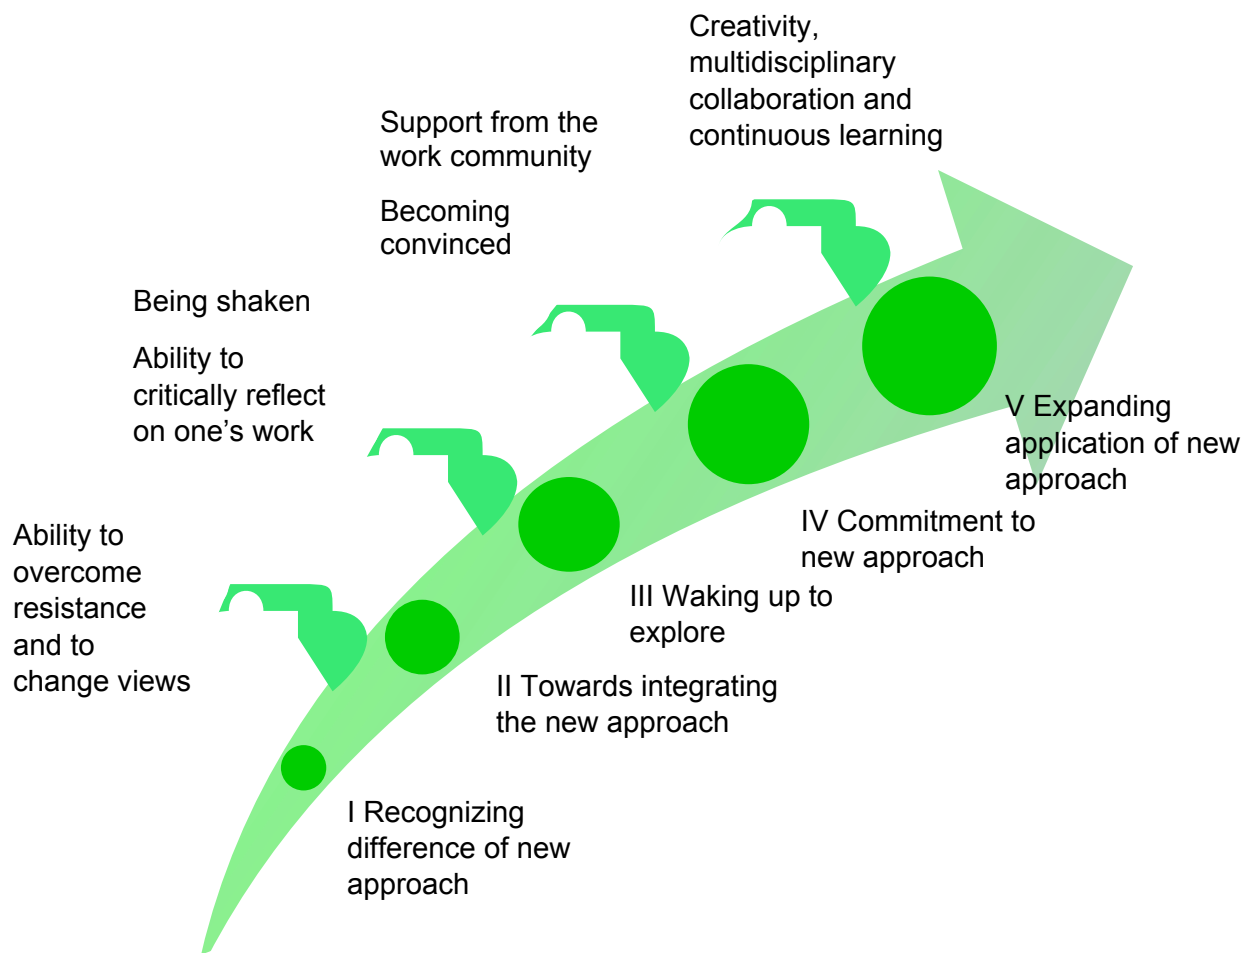 Creativity,
multidisciplinary
collaboration and
continuous learning
Support from the
work community
Becoming
convinced
Being shaken
Ability to
critically reflect
on one’s work
Ability to
overcome
resistance
and to
change views
V Expanding
application of new
approach
IV Commitment to
new approach
III Waking up to
explore
II Towards integrating
the new approach
I Recognizing
difference of new
approach